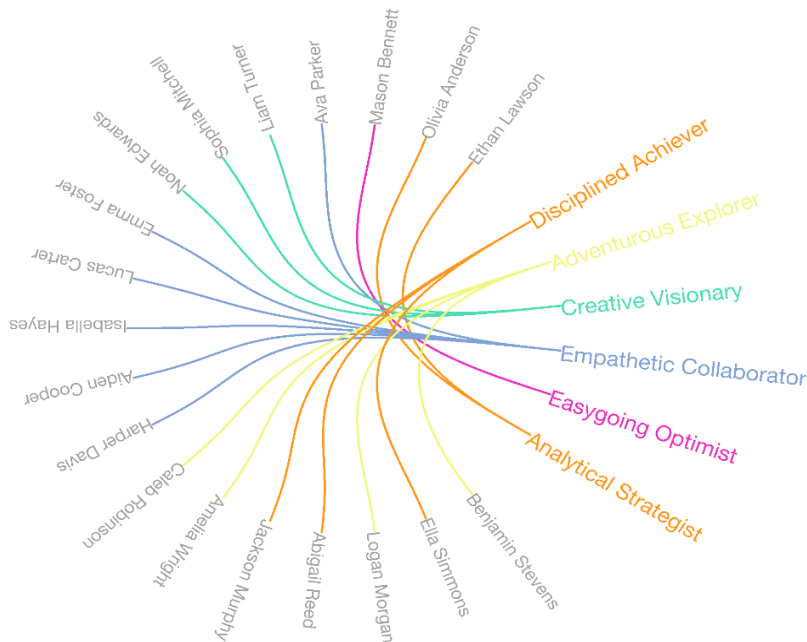 Mason Bennett
Olivia Anderson
Ethan Lawson
Ava Parker
Liam Turner
Sophia Mitchell
Noah Edwards
Emma Foster
Lucas Carter
Isabella Hayes
Aiden Cooper
Harper Davis
Caleb Robinson
Amelia Wright
Jackson Murphy
Abigail Reed
Logan Morgan
Ella Simmons
Benjamin Stevens
Disciplined Achiever
Adventurous Explorer
Creative Visionary
Empathetic Collaborator
Easygoing Optimist
Analytical Strategist